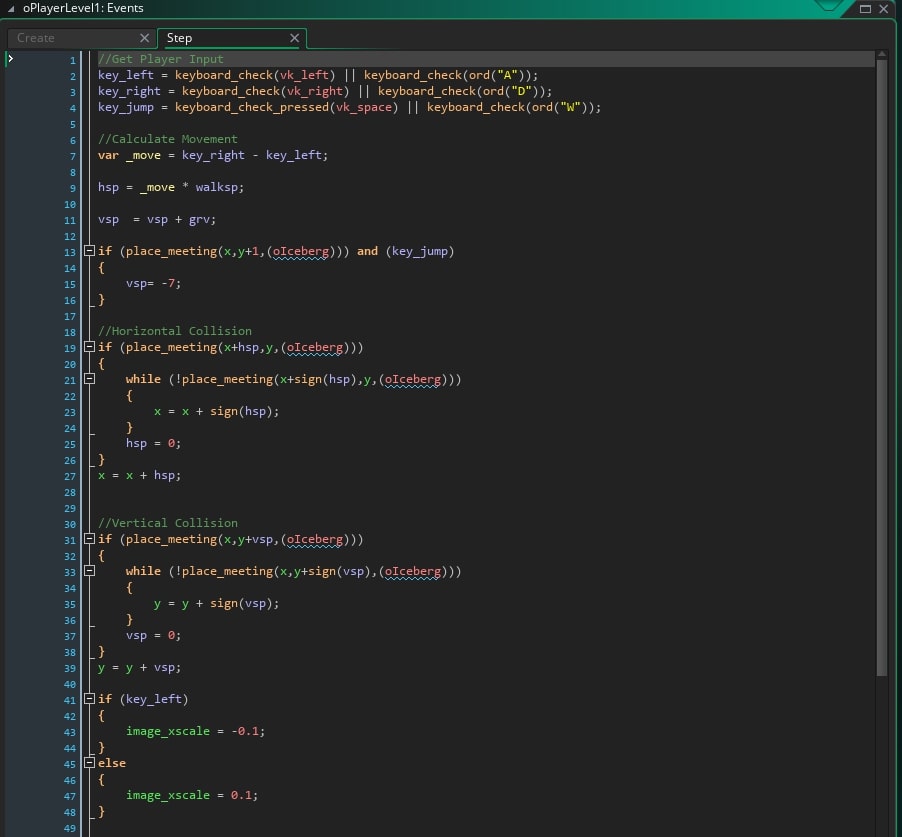 oPlayerLevel1: Events
Create Step
1 //Get Player Input
2 key_left = keyboard_check(vk_left) || keyboard_check(ord("A"));
3 key_right = keyboard_check(vk_right) || keyboard_check(ord("D"));
4 key_jump = keyboard_check_pressed(vk_space) || keyboard_check(ord("W"));
5
6 //Calculate Movement
7 var _move = key_right - key_left;
8
9 hsp = _move * walksp;
10
11 vsp  = vsp + grv;
12
13 if (place_meeting(x,y+1,(oIceberg))) and (key_jump)
14 {
15     vsp= -7;
16 }
17
18 //Horizontal Collision
19 if (place_meeting(x+hsp,y,(oIceberg)))
20 {
21     while (!place_meeting(x+sign(hsp),y,(oIceberg)))
22     {
23         x = x + sign(hsp);
24     }
25     hsp = 0;
26 }
27 x = x + hsp;
28
29
30 //Vertical Collision
31 if (place_meeting(x,y+vsp,(oIceberg)))
32 {
33     while (!place_meeting(x,y+sign(vsp),(oIceberg)))
34     {
35         y = y + sign(vsp);
36     }
37     vsp = 0;
38 }
39 y = y + vsp;
40
41 if (key_left)
42 {
43     image_xscale = -0.1;
44 }
45 else
46 {
47     image_xscale = 0.1;
48 }
49